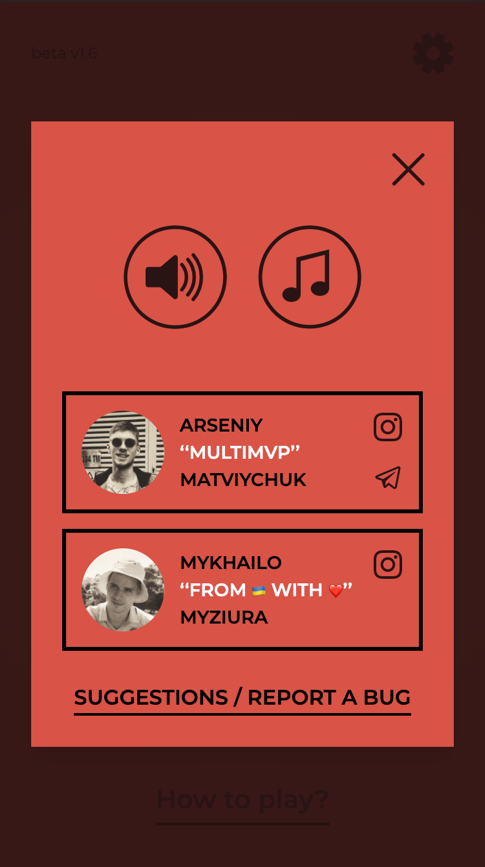 beta v1.6
ARSENIY
“MULTIMVP”
MATVIYCHUK
MYKHAILO
“FROM 🇺🇦 WITH ❤️”
MYZIURA
SUGGESTIONS / REPORT A BUG
How to play?